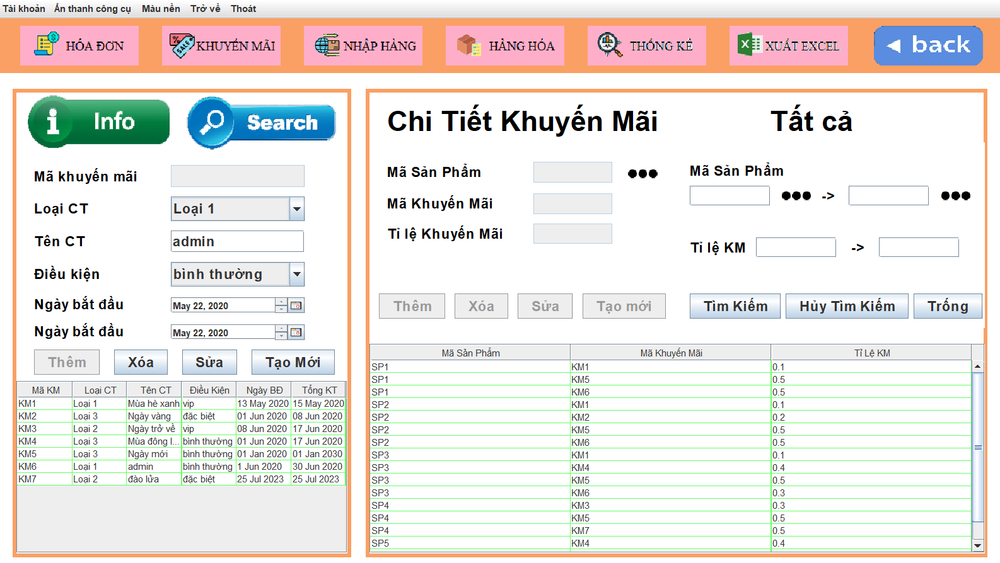 Tài khoản Ấn thanh công cụ Màu nền Trở về Thoát
HÓA ĐƠN KHUYẾN MÃI NHẬP HÀNG HÀNG HÓA THỐNG KÊ XUẤT EXCEL back
Info Search
Mã khuyến mãi
Loại CT Loại 1
Tên CT admin
Điều kiện bình thường
Ngày bắt đầu May 22, 2020
Ngày bắt đầu May 22, 2020
Thêm Xóa Sửa Tạo Mới
Mã KM Loại CT Tên CT Điều Kiện Ngày BĐ Tổng KT
KM1 Loại 1 Mùa hè xanh vip 13 May 2020 15 May 2020
KM2 Loại 3 Ngày vàng đặc biệt 01 Jun 2020 08 Jun 2020
KM3 Loại 2 Ngày trở về vip 08 Jun 2020 17 Jun 2020
KM4 Loại 3 Mùa đông l... bình thường 01 Jun 2020 17 Jun 2020
KM5 Loại 3 Ngày mới bình thường 01 Jan 2020 01 Jan 2030
KM6 Loại 1 admin bình thường 1 Jun 2020 30 Jun 2020
KM7 Loại 2 đào lửa đặc biệt 25 Jul 2023 25 Jul 2023
Chi Tiết Khuyến Mãi Tất cả
Mã Sản Phẩm
Mã Khuyến Mãi
Tỉ lệ Khuyến Mãi
Mã Sản Phẩm
->
Tỉ lệ KM ->
Thêm Xóa Sửa Tạo mới Tìm Kiếm Hủy Tìm Kiếm Trống
Mã Sản Phẩm Mã Khuyến Mãi Tỉ Lệ KM
SP1 KM1 0.1
SP1 KM5 0.5
SP1 KM6 0.5
SP2 KM1 0.1
SP2 KM2 0.2
SP2 KM5 0.5
SP2 KM6 0.5
SP3 KM1 0.1
SP3 KM4 0.4
SP3 KM5 0.5
SP3 KM6 0.3
SP4 KM3 0.3
SP4 KM5 0.5
SP4 KM7 0.5
SP5 KM4 0.4